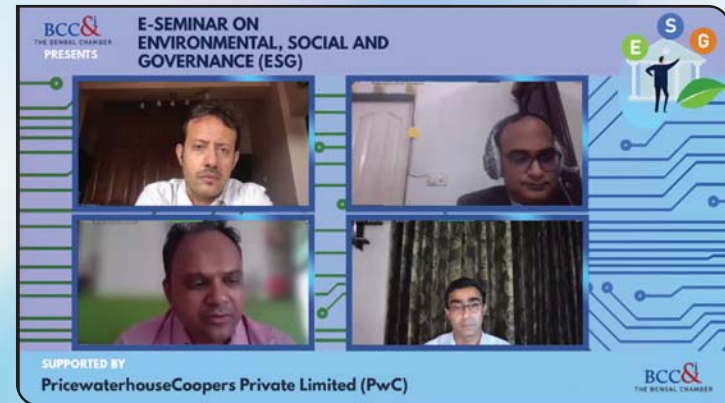 BCC&I
THE BENGAL CHAMBER
PRESENTS
E-SEMINAR ON
ENVIRONMENTAL, SOCIAL AND
GOVERNANCE (ESG)
E
S
G
SUPPORTED BY
PricewaterhouseCoopers Private Limited (PwC)
BCC&I
THE BENGAL CHAMBER